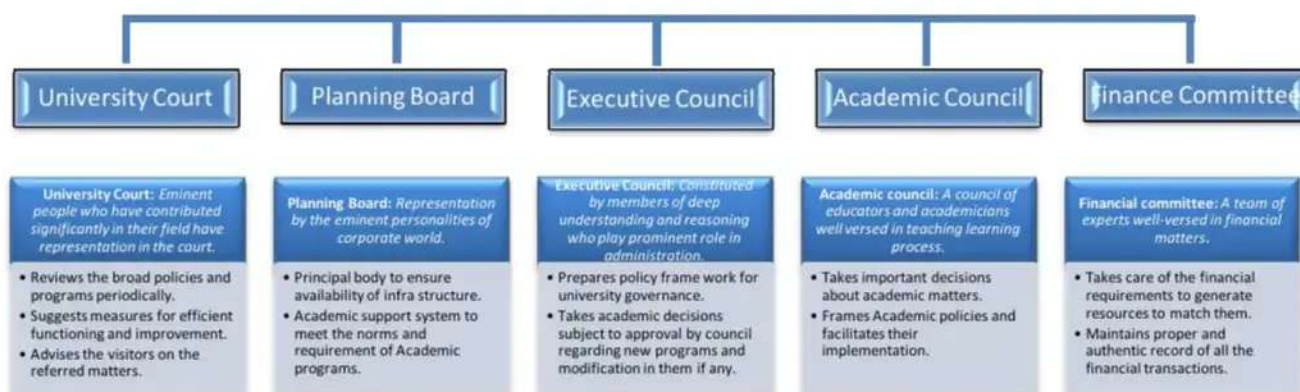 University Court
Planning Board
Executive Council
Academic Council
Finance Committee
University Court: Eminent
people who have contributed
significantly in their field have
representation in the court.
• Reviews the broad policies and
programs periodically.
• Suggests measures for efficient
functioning and improvement.
• Advises the visitors on the
referred matters.
Planning Board: Representation
by the eminent personalities of
corporate world.
• Principal body to ensure
availability of infra structure.
• Academic support system to
meet the norms and
requirement of Academic
programs.
Executive Council: Constituted
by members of deep
understanding and reasoning
who play prominent role in
administration.
• Prepares policy frame work for
university governance.
• Takes academic decisions
subject to approval by council
regarding new programs and
modification in them if any.
Academic council: A council of
educators and academicians
well versed in teaching learning
process.
• Takes important decisions
about academic matters.
• Frames Academic policies and
facilitates their
implementation.
Financial committee: A team of
experts well-versed in financial
matters.
• Takes care of the financial
requirements to generate
resources to match them.
• Maintains proper and
authentic record of all the
financial transactions.